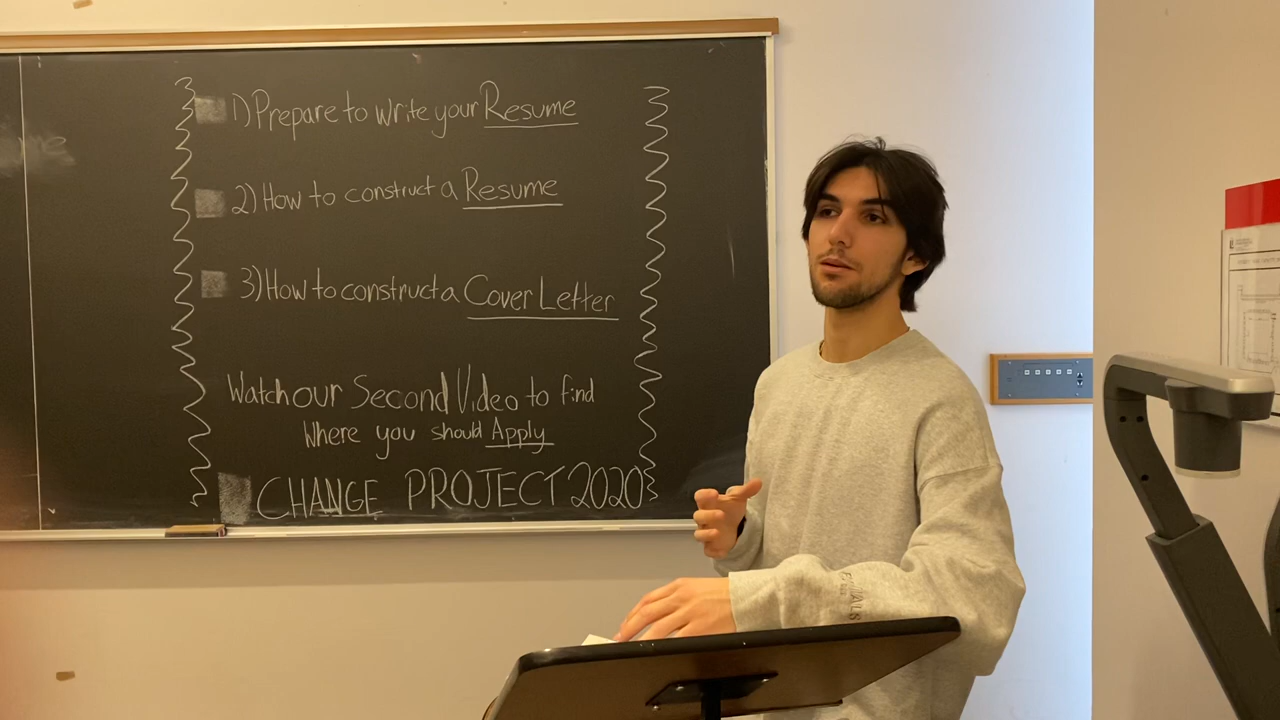 1) Prepare to write your Resume
2) How to construct a Resume
3) How to construct a Cover Letter
Watch our Second Video to find
Where you should Apply
CHANGE PROJECT 2020